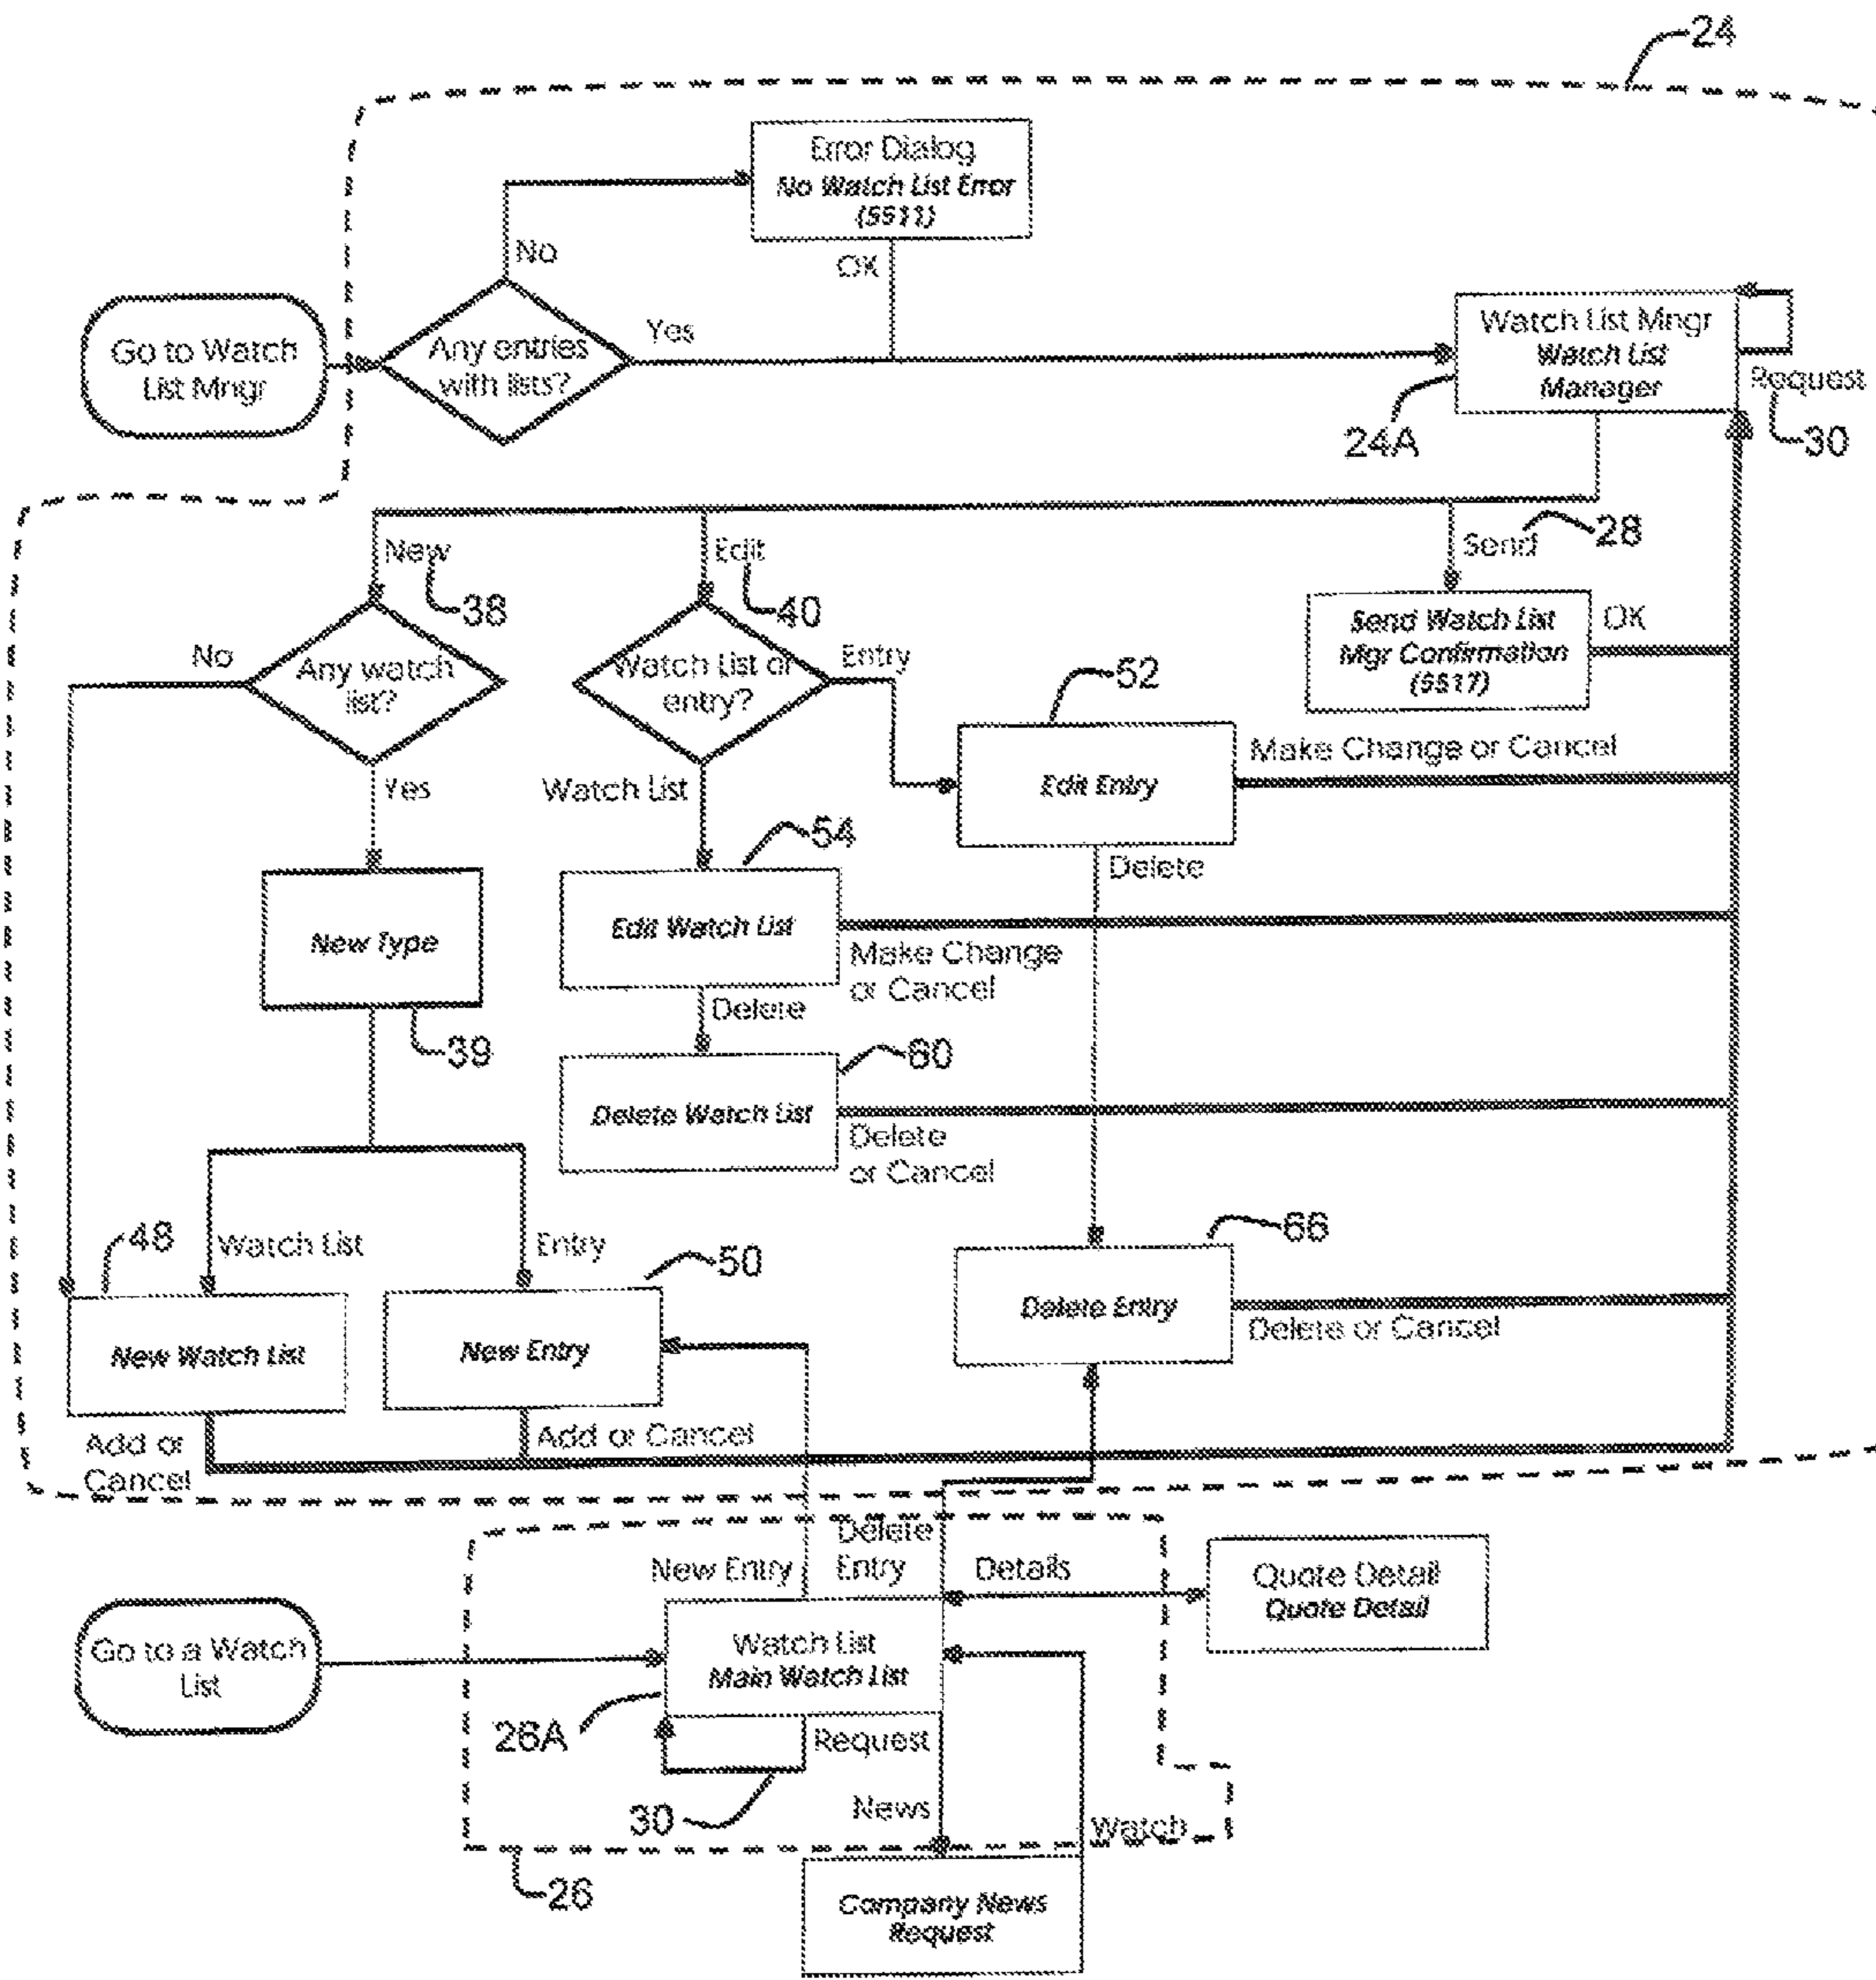 24
Error Dialog
No Watch List Error
(SS11)
No
OK
Go to Watch
List Mngr
Any entries
with lists?
Yes
Watch List Mngr
Watch List
Manager
Request
24A
30
New
38
Edit
40
Send
28
Send Watch List
Mgr Confirmation
(SS17)
OK
No
Any watch
list?
Watch List or
entry?
Entry
52
Yes
Watch List
Edit Entry
Make Change or Cancel
54
Delete
New Type
Edit Watch List
Make Change
or Cancel
39
Delete
60
Delete Watch List
Delete
or Cancel
48
Watch List
Entry
50
66
New Watch List
New Entry
Delete Entry
Delete or Cancel
Add or
Cancel
Add or Cancel
New Entry
Delete
Entry
Details
Quote Detail
Quote Detail
Go to a Watch
List
Watch List
Main Watch List
26A
Request
30
News
Watch
26
Company News
Request